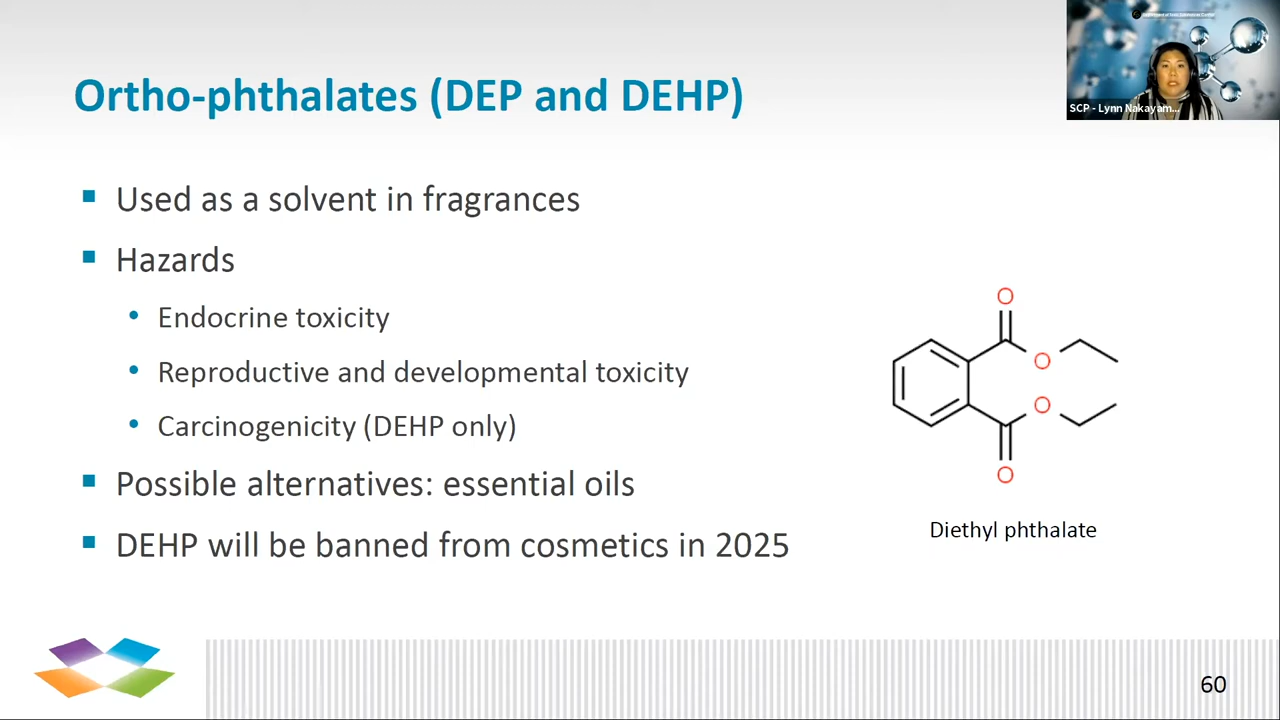 Ortho-phthalates (DEP and DEHP)
SCP - Lynn Nakayam...
Used as a solvent in fragrances
Hazards
Endocrine toxicity
Reproductive and developmental toxicity
Carcinogenicity (DEHP only)
Possible alternatives: essential oils
DEHP will be banned from cosmetics in 2025
O
O
O
O
Diethyl phthalate
60